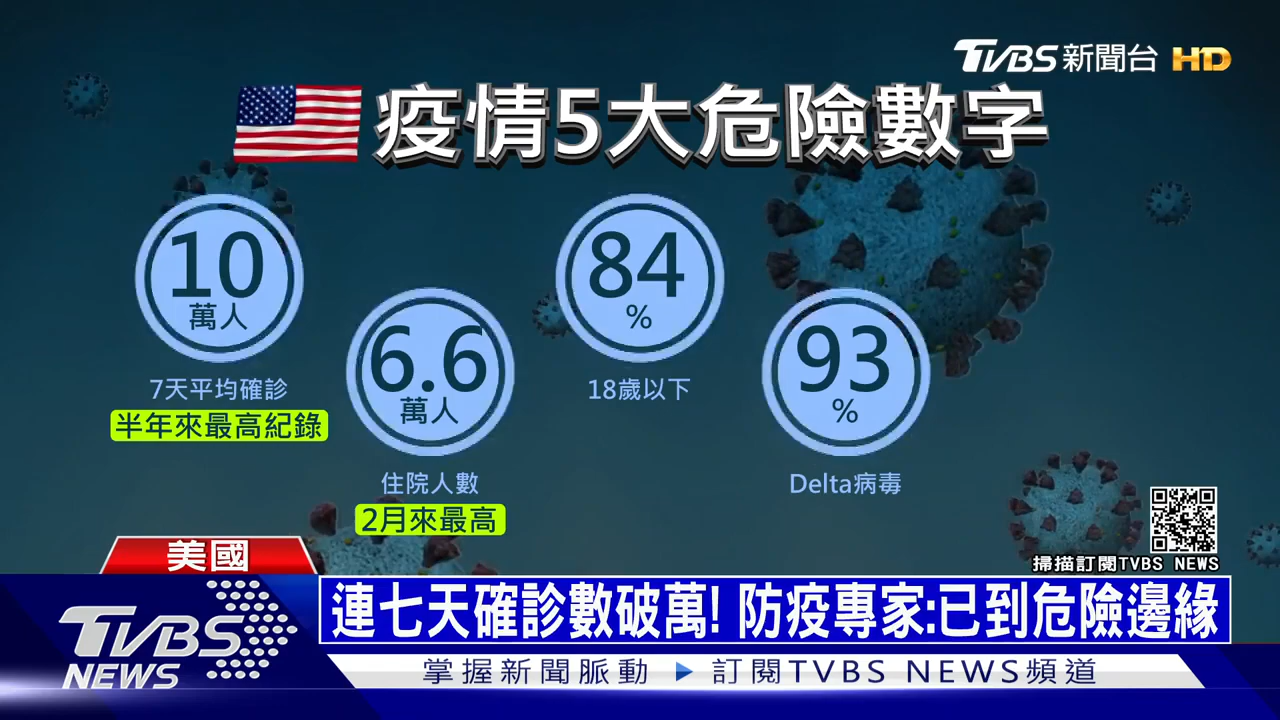 TVBS新聞台 HD
疫情5大危險數字
10
萬人
7天平均確診
半年來最高紀錄
6.6
萬人
住院人數
2月來最高
84
%
18歲以下
93
%
Delta病毒
掃描訂閱TVBS NEWS
美國
連七天確診數破萬! 防疫專家:已到危險邊緣
TVBS
NEWS
掌握新聞脈動 ▶ 訂閱TVBS NEWS頻道